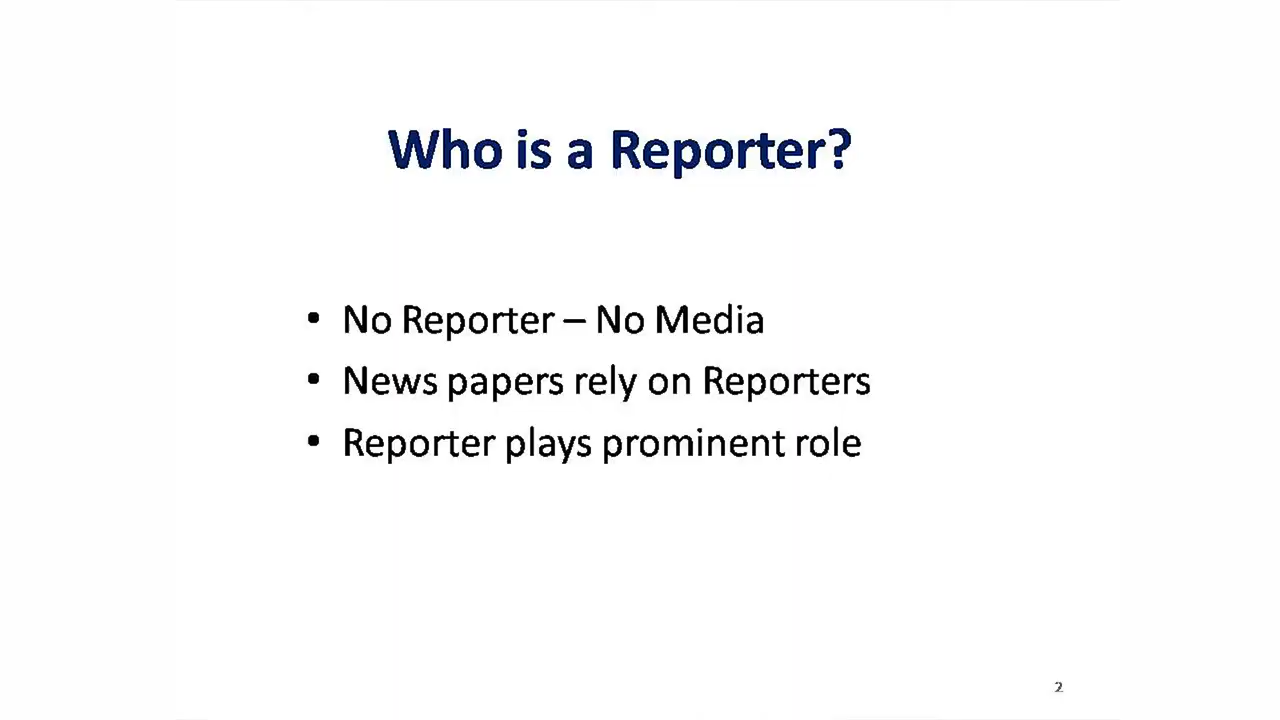 Who is a Reporter?
• No Reporter – No Media
• News papers rely on Reporters
• Reporter plays prominent role
2